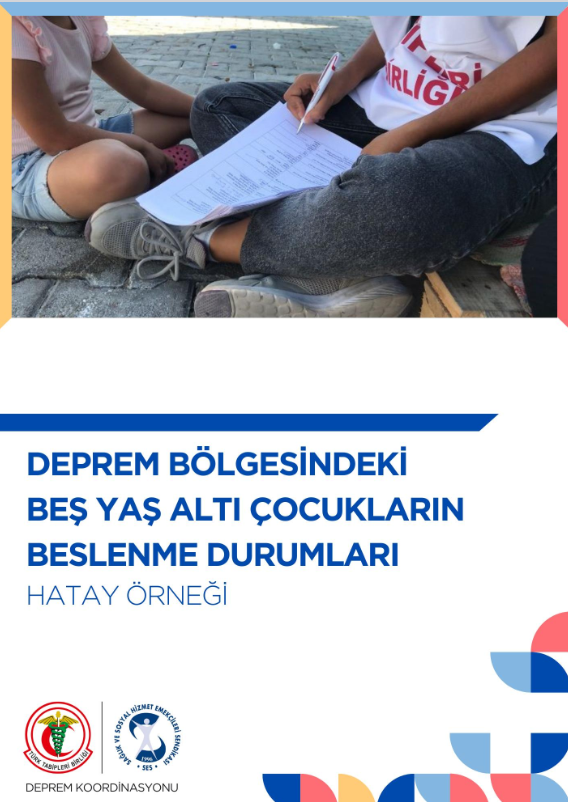 BİRLİĞİ
DEPREM BÖLGESİNDEKİ
BEŞ YAŞ ALTI ÇOCUKLARIN
BESLENME DURUMLARI
HATAY ÖRNEĞİ
TÜRK TABİPLERİ BİRLİĞİ
SAĞLIK VE SOSYAL HİZMET EMEKÇİLERİ SENDİKASI
1996
• SES •
DEPREM KOORDİNASYONU